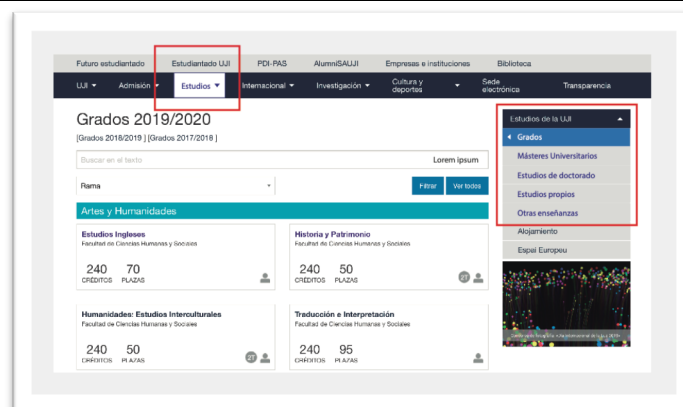 Futuro estudiantado Estudiantado UJI PDI-PAS AlumniSAUJI Empresas e instituciones Biblioteca
UJI Admisión Estudios Internacional Investigación Cultura y deportes Sede electrónica Transparencia
Grados 2019/2020
[Grados 2018/2019 ] [Grados 2017/2018 ]
Buscar en el texto Lorem ipsum
Rama Filtrar Ver todos
Artes y Humanidades
Estudios Ingleses
Facultad de Ciencias Humanas y Sociales
240 70
CRÉDITOS PLAZAS
Historia y Patrimonio
Facultad de Ciencias Humanas y Sociales
240 50 2T
CRÉDITOS PLAZAS
Humanidades: Estudios Interculturales
Facultad de Ciencias Humanas y Sociales
240 50 2T
CRÉDITOS PLAZAS
Traducción e Interpretación
Facultad de Ciencias Humanas y Sociales
240 95
CRÉDITOS PLAZAS
Estudios de la UJI
Grados
Másteres Universitarios
Estudios de doctorado
Estudios propios
Otras enseñanzas
Alojamiento
Espai Europeu